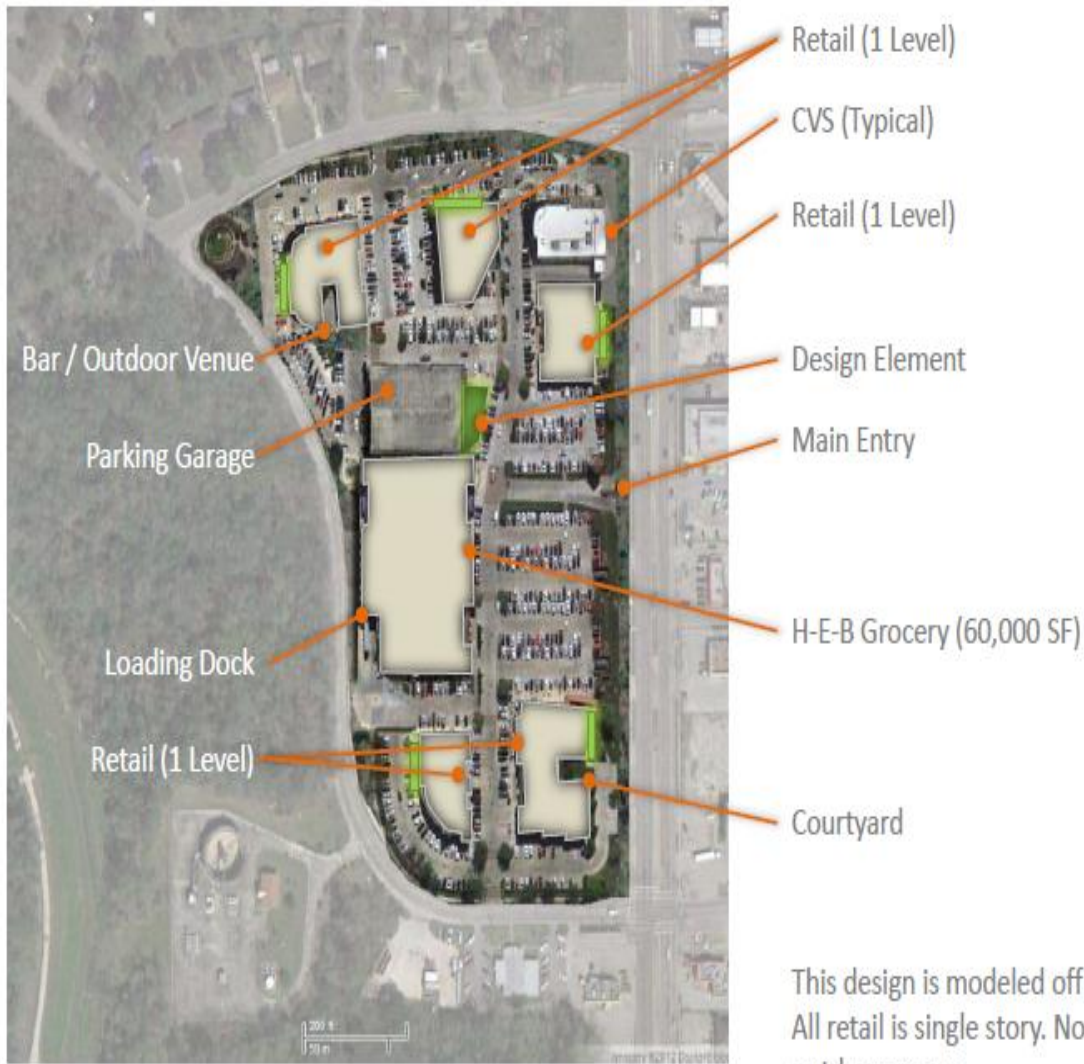 Retail (1 Level)
CVS (Typical)
Retail (1 Level)
Bar / Outdoor Venue
Design Element
Parking Garage
Main Entry
H-E-B Grocery (60,000 SF)
Loading Dock
Retail (1 Level)
Courtyard
This design is modeled off
All retail is single story. No
200 ft
50 m